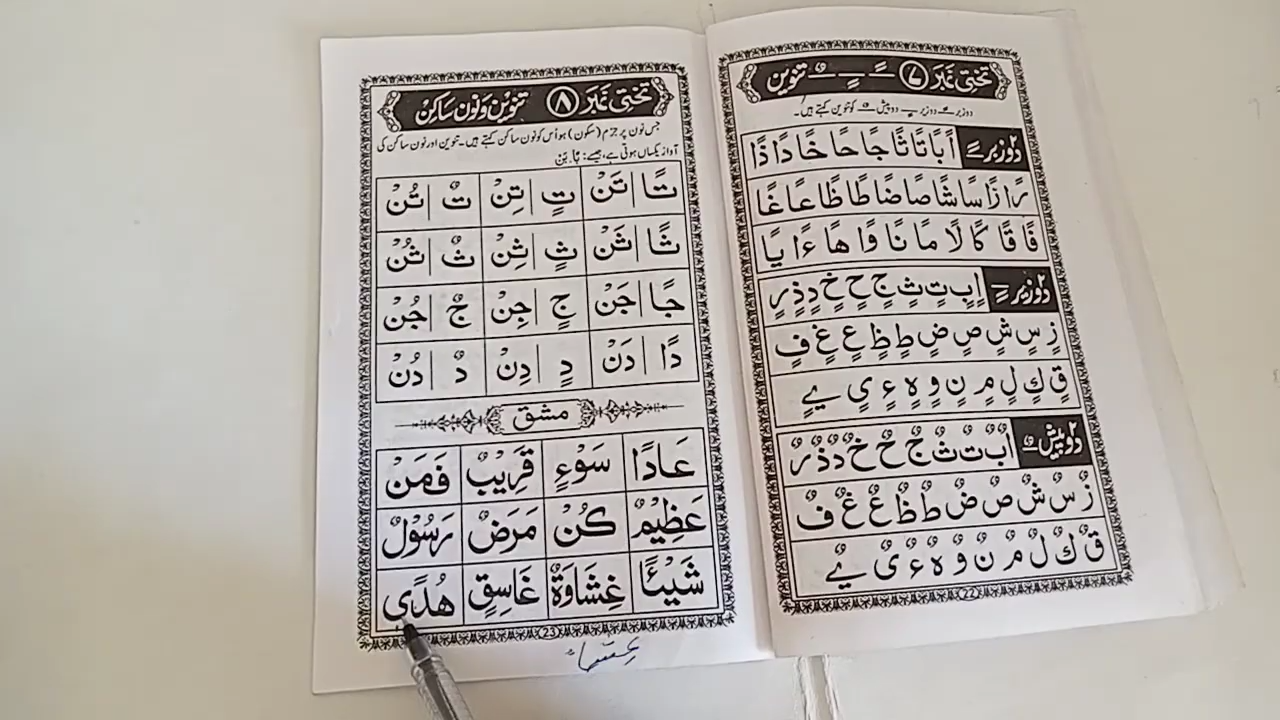 تختی نمبر ۷ ـً ـٍ ـٌ تنوین
دو زبر ـً دو زیر ـٍ دو پیش ـٌ کو تنوین کہتے ہیں۔
دو زبر ـً اً بًا تًا ثًا جًا حًا خًا دًا ذًا
رًا زًا سًا شًا صًا ضًا طًا ظًا عًا غًا
فًا قًا كًا لًا مًا نًا وًا هًا ءًا يًا
دو زیر ـٍ اٍ بٍ تٍ ثٍ جٍ حٍ خٍ دٍ ذٍ رٍ
زٍ سٍ شٍ صٍ ضٍ طٍ ظٍ عٍ غٍ فٍ
قٍ كٍ لٍ مٍ نٍ وٍ هٍ ءٍ یٍ ےٍ
دو پیش ـٌ اٌ بٌ تٌ ثٌ جٌ حٌ خٌ دٌ ذٌ رٌ
زٌ سٌ شٌ صٌ ضٌ طٌ ظٌ عٌ غٌ فٌ
قٌ كٌ لٌ مٌ نٌ وٌ هٌ ءٌ یٌ ےٌ
22
تختی نمبر ۸ تنوین و نون ساکن
جس نون پر جزم (سکون) ہو اُس کو نون ساکن کہتے ہیں۔ تنوین اور نون ساکن کی
آواز یکساں ہوتی ہے، جیسے:
تًا تَنْ تٍ تِنْ تٌ تُنْ
ثًا ثَنْ ثٍ ثِنْ ثٌ ثُنْ
جًا جَنْ جٍ جِنْ جٌ جُنْ
دًا دَنْ دٍ دِنْ دٌ دُنْ
مشق
عَادًا سَوْءٍ قَرِيْبٌ فَمَنْ
عَظِيْمٌ كُنْ مَرَضٌ رَسُوْلٌ
شَيْئًا غِشَاوَةٌ غَاسِقٍ هُدًى
23